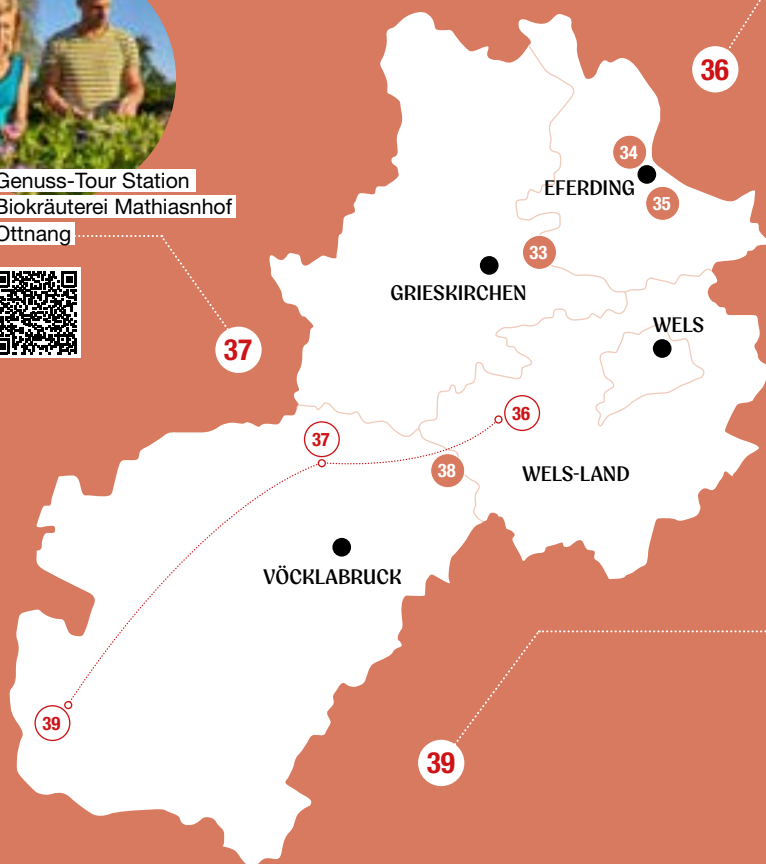 36
34
EFERDING
35
Genuss-Tour Station
Biokräuterei Mathiasnhof
Ottnang
33
GRIESKIRCHEN
WELS
37
36
37
38
WELS-LAND
VÖCKLABRUCK
39
39